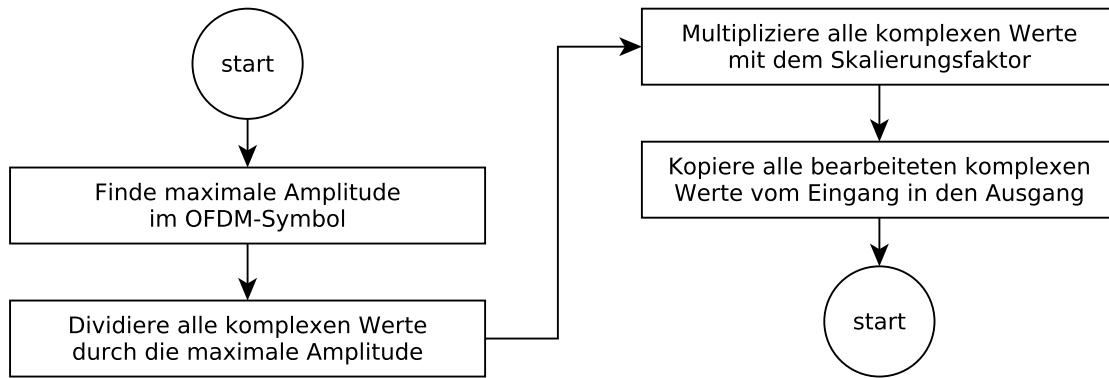 start
Finde maximale Amplitude
im OFDM-Symbol
Dividiere alle komplexen Werte
durch die maximale Amplitude
Multipliziere alle komplexen Werte
mit dem Skalierungsfaktor
Kopiere alle bearbeiteten komplexen
Werte vom Eingang in den Ausgang
start